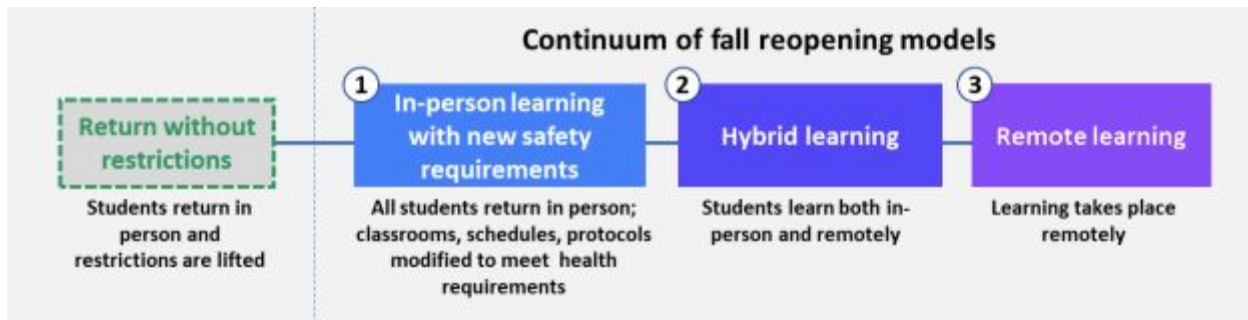 Continuum of fall reopening models
Return without
restrictions
Students return in
person and
restrictions are lifted
1
In-person learning
with new safety
requirements
All students return in person;
classrooms, schedules, protocols
modified to meet health
requirements
2
Hybrid learning
Students learn both in-
person and remotely
3
Remote learning
Learning takes place
remotely